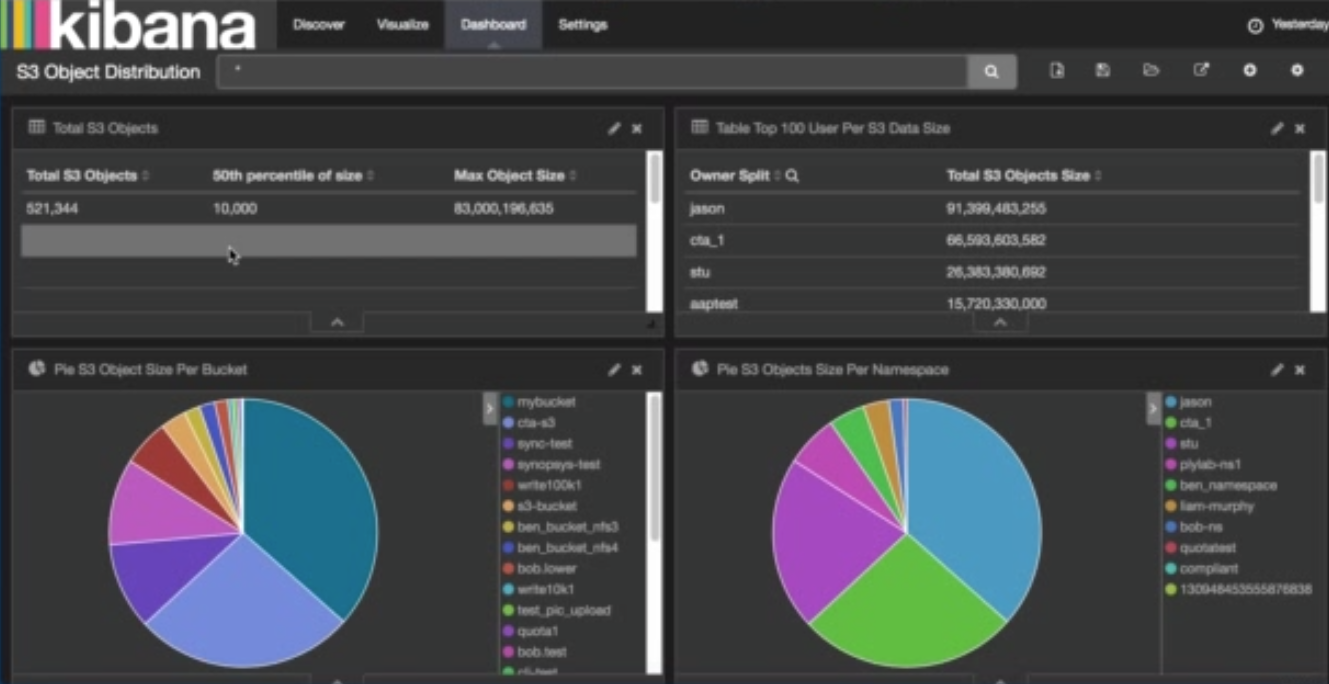 kibana Discover Visualize Dashboard Settings Yesterday
S3 Object Distribution *
Total S3 Objects
Total S3 Objects 50th percentile of size Max Object Size
521,344 10,000 83,000,196,635
Table Top 100 User Per S3 Data Size
Owner Split Total S3 Objects Size
jason 91,399,483,255
cta_1 66,593,603,582
stu 26,383,380,692
aaptest 15,720,330,000
Pie S3 Object Size Per Bucket
mybucket
cta-s3
sync-test
synopsys-test
write100k1
s3-bucket
ben_bucket_nfs3
ben_bucket_nfs4
bob.lower
write10k1
test_pic_upload
quota1
bob.test
cli-test
Pie S3 Objects Size Per Namespace
jason
cta_1
stu
plylab-ns1
ben_namespace
liam-murphy
bob-ns
quotatest
compliant
130948453555876838